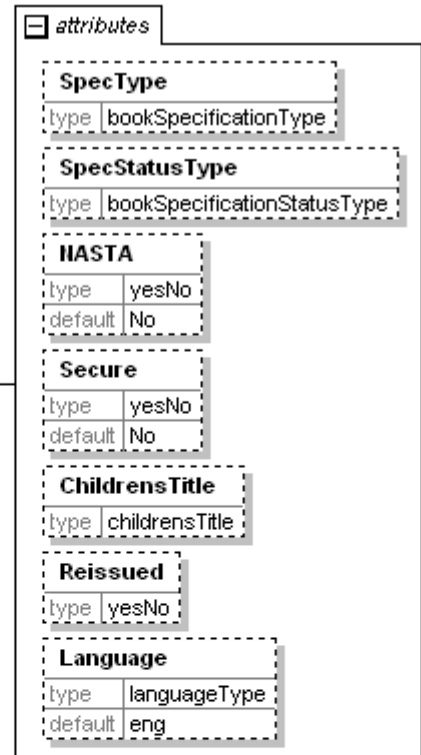 attributes
SpecType
type bookSpecificationType
SpecStatusType
type bookSpecificationStatusType
NASTA
type yesNo
default No
Secure
type yesNo
default No
ChildrensTitle
type childrensTitle
Reissued
type yesNo
Language
type languageType
default eng